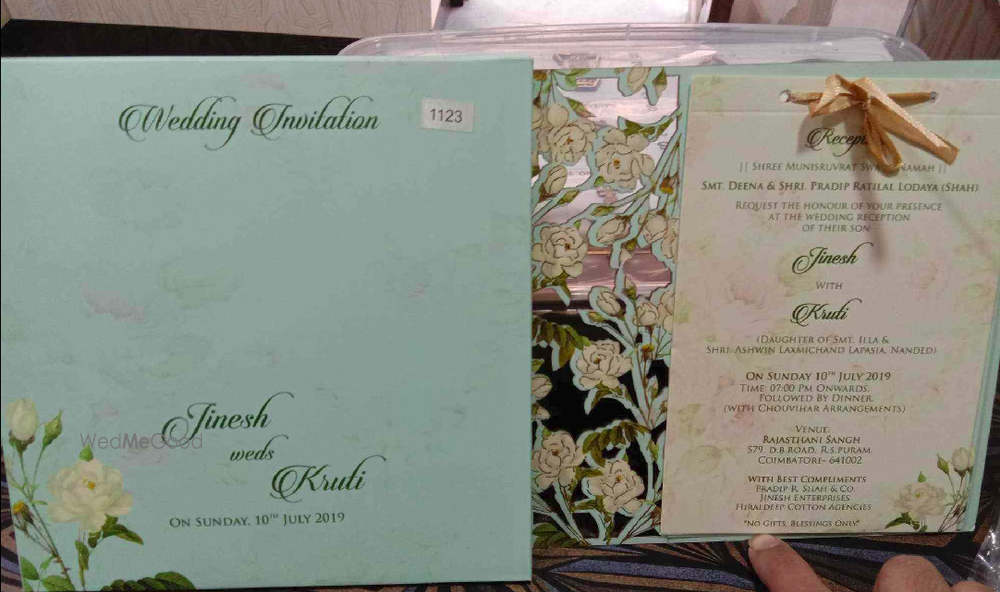 Wedding Invitation
1123
Jinesh
weds
Kruti
On Sunday, 10TH July 2019
WedMeGood
|| Shree Munisruvrat Namah ||
Smt. Deena & Shri. Pradip Ratilal Lodaya (Shah)
Request the honour of your presence
at the wedding reception
of their son
Jinesh
with
Kruti
(Daughter of Smt. Illa &
Shri. Ashwin Laxmichand Lapasia, Nanded)
On Sunday 10TH July 2019
Time: 07:00 Pm Onwards,
Followed By Dinner.
(with Chouvihar Arrangements)
Venue:
Rajasthani Sangh
579, D.B.Road, R.S.Puram,
Coimbatore- 641002
With Best Compliments
Pradip R. Shah & Co.
Jinesh Enterprises
Cotton Agencies
"No Gifts, Blessings Only"